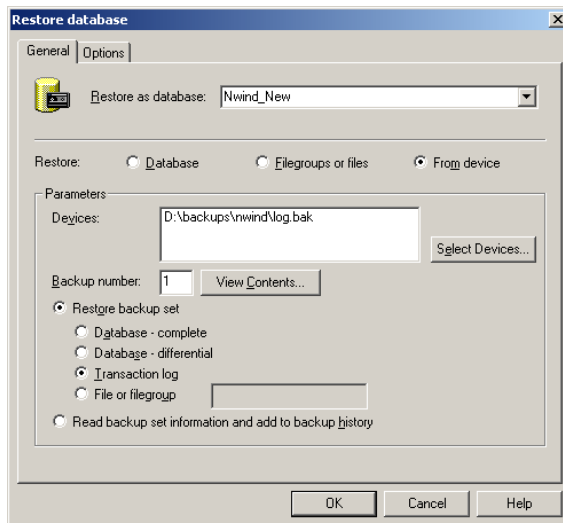 Restore database
General Options
Restore as database: Nwind_New
Restore: Database Filegroups or files From device
Parameters
Devices: D:\backups\nwind\log.bak
Select Devices...
Backup number: 1 View Contents...
Restore backup set
Database - complete
Database - differential
Transaction log
File or filegroup
Read backup set information and add to backup history
OK Cancel Help